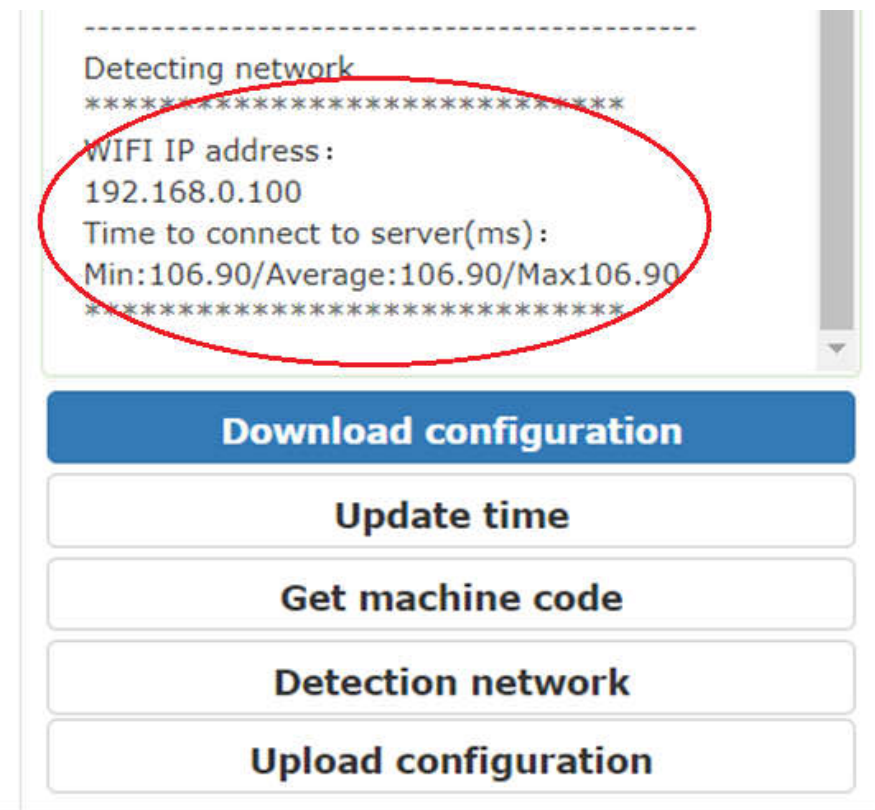 ------------------------------------------------
Detecting network
*****************************
WIFI IP address：
192.168.0.100
Time to connect to server(ms)：
Min:106.90/Average:106.90/Max106.90
*****************************
Download configuration
Update time
Get machine code
Detection network
Upload configuration